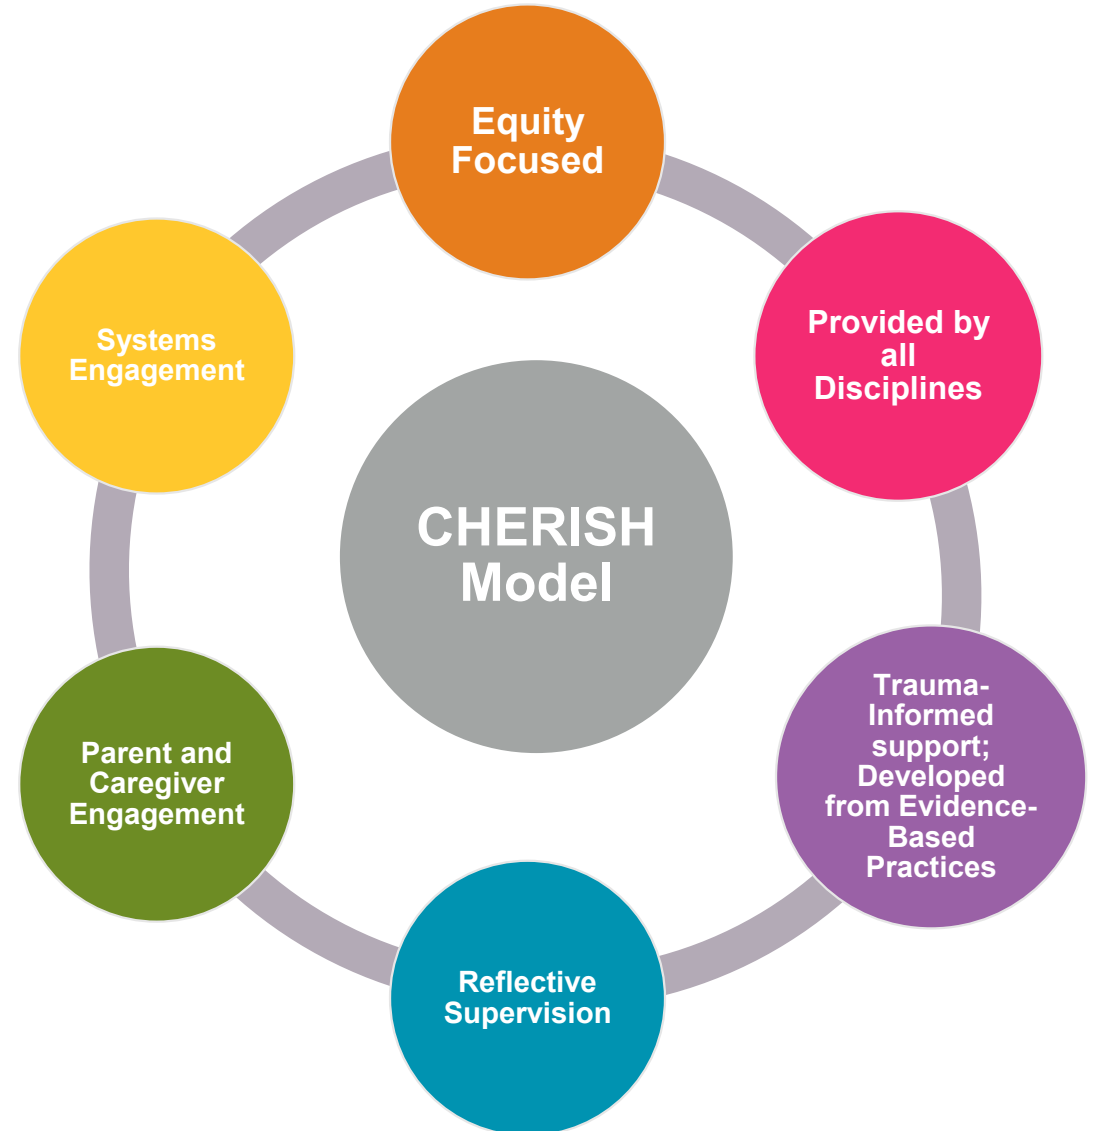 Equity
Focused
Provided by
all
Disciplines
Trauma-
Informed
support;
Developed
from Evidence-
Based
Practices
Reflective
Supervision
Parent and
Caregiver
Engagement
Systems
Engagement
CHERISH
Model